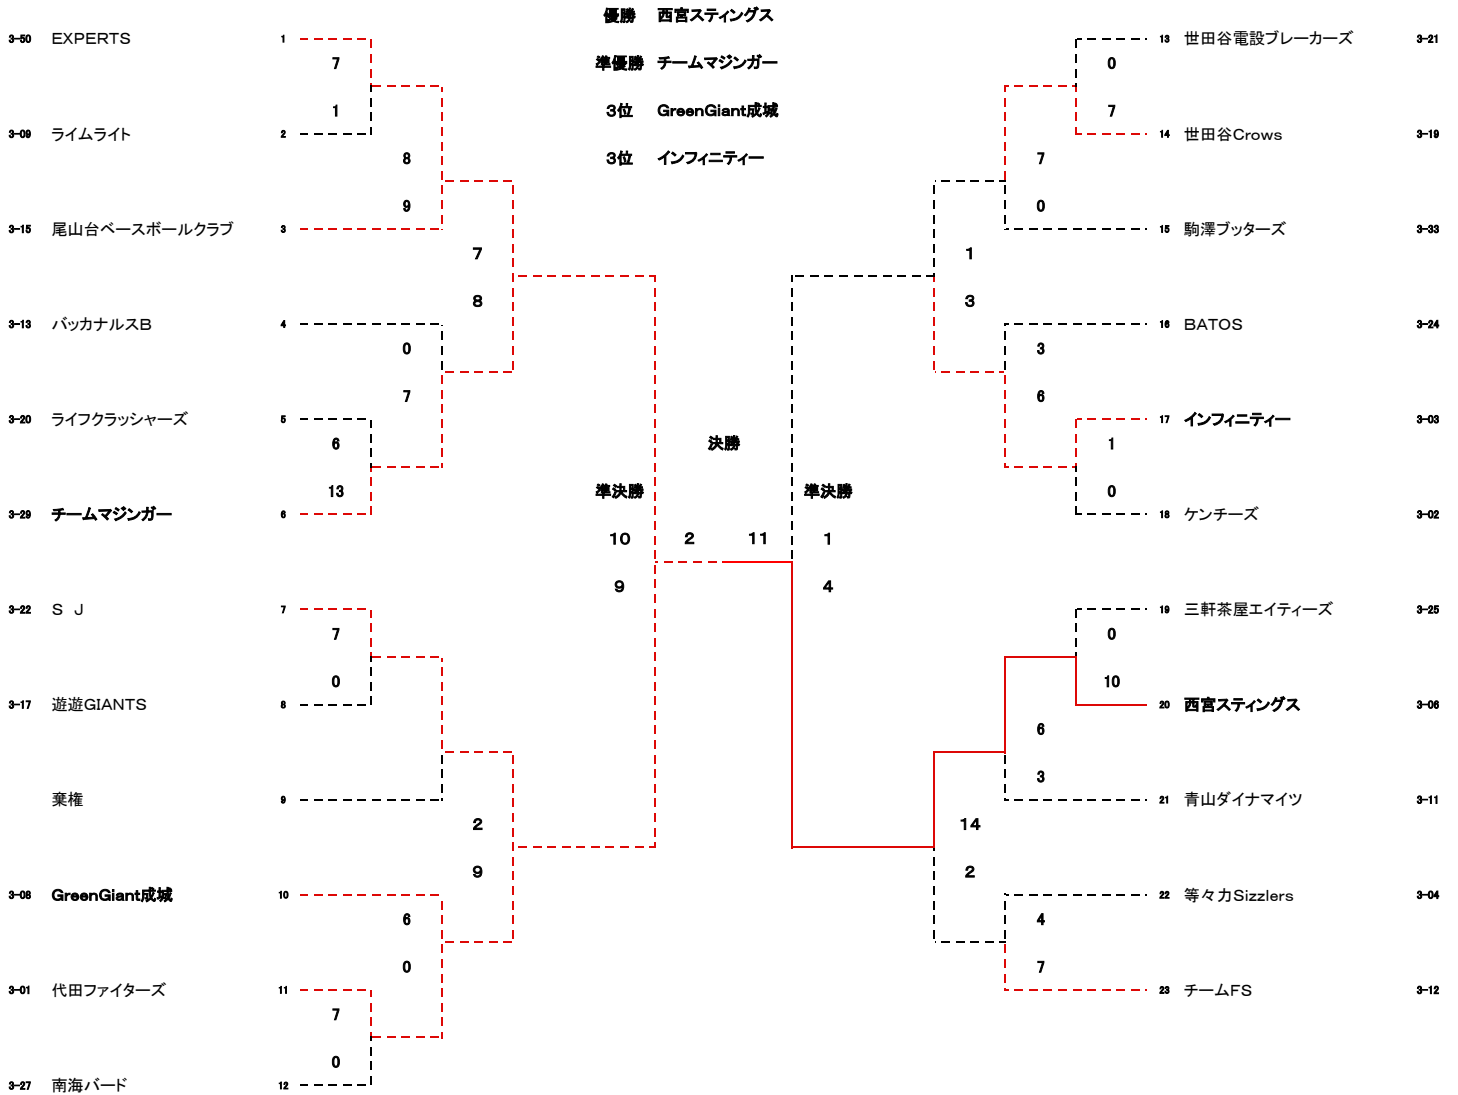 優勝 西宮スティングス
3-50 EXPERTS 1 13 世田谷電設ブレーカーズ 3-21
7 準優勝 チームマジンガー 0
1 3位 GreenGiant成城 7
3-09 ライムライト 2 14 世田谷Crows 3-19
8 3位 インフィニティー 7
9 0
3-15 尾山台ベースボールクラブ 3 15 駒澤ブッターズ 3-33
7 1
8 3
3-13 バッカナルスB 4 16 BATOS 3-24
0 3
7 6
3-20 ライフクラッシャーズ 5 17 インフィニティー 3-03
6 決勝 1
13 準決勝 準決勝 0
3-29 チームマジンガー 6 18 ケンチーズ 3-02
10 2 11 1
9 4
3-22 S J 7 19 三軒茶屋エイティーズ 3-25
7 0
0 10
3-17 遊遊GIANTS 8 20 西宮スティングス 3-06
6
3
棄権 9 21 青山ダイナマイツ 3-11
2 14
9 2
3-08 GreenGiant成城 10 22 等々力Sizzlers 3-04
6 4
0 7
3-01 代田ファイターズ 11 23 チームFS 3-12
7
0
3-27 南海バード 12